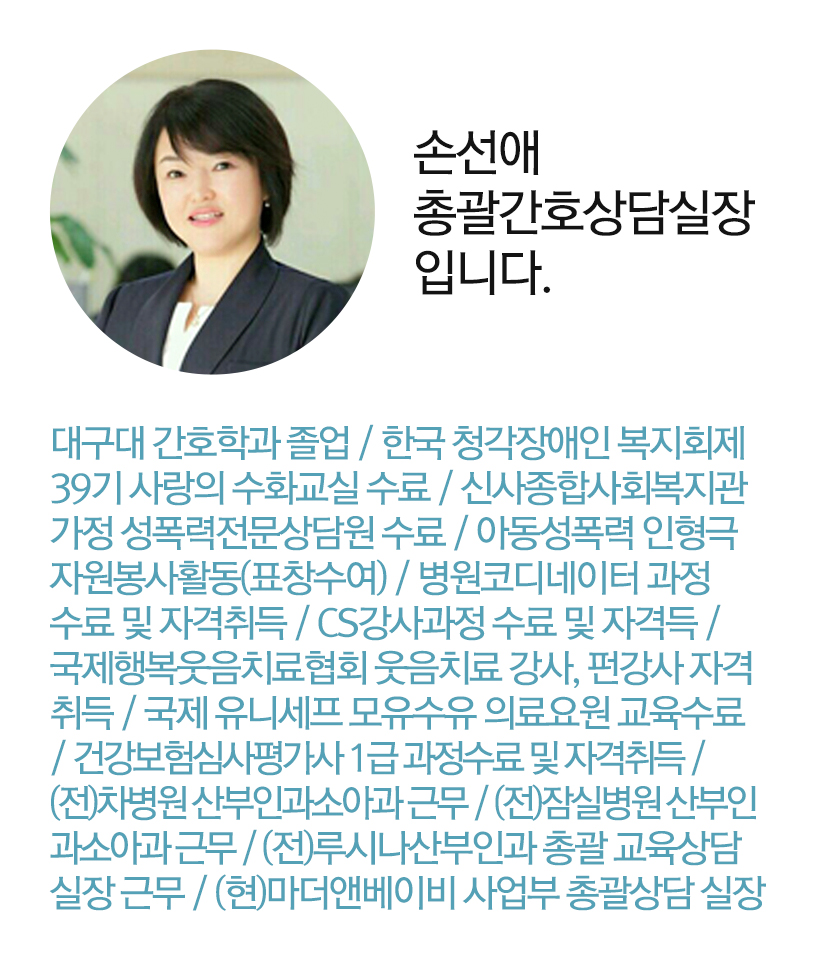 손선애
총괄간호상담실장
입니다.
대구대 간호학과 졸업 / 한국 청각장애인 복지회제
39기 사랑의 수화교실 수료 / 신사종합사회복지관
가정 성폭력전문상담원 수료 / 아동성폭력 인형극
자원봉사활동(표창수여) / 병원코디네이터 과정
수료 및 자격취득 / CS강사과정 수료 및 자격득 /
국제행복웃음치료협회 웃음치료 강사, 펀강사 자격
취득 / 국제 유니세프 모유수유 의료요원 교육수료
/ 건강보험심사평가사 1급 과정수료 및 자격취득 /
(전)차병원 산부인과소아과 근무 / (전)잠실병원 산부인
과소아과 근무 / (전)루시나산부인과 총괄 교육상담
실장 근무 / (현)마더앤베이비 사업부 총괄상담 실장